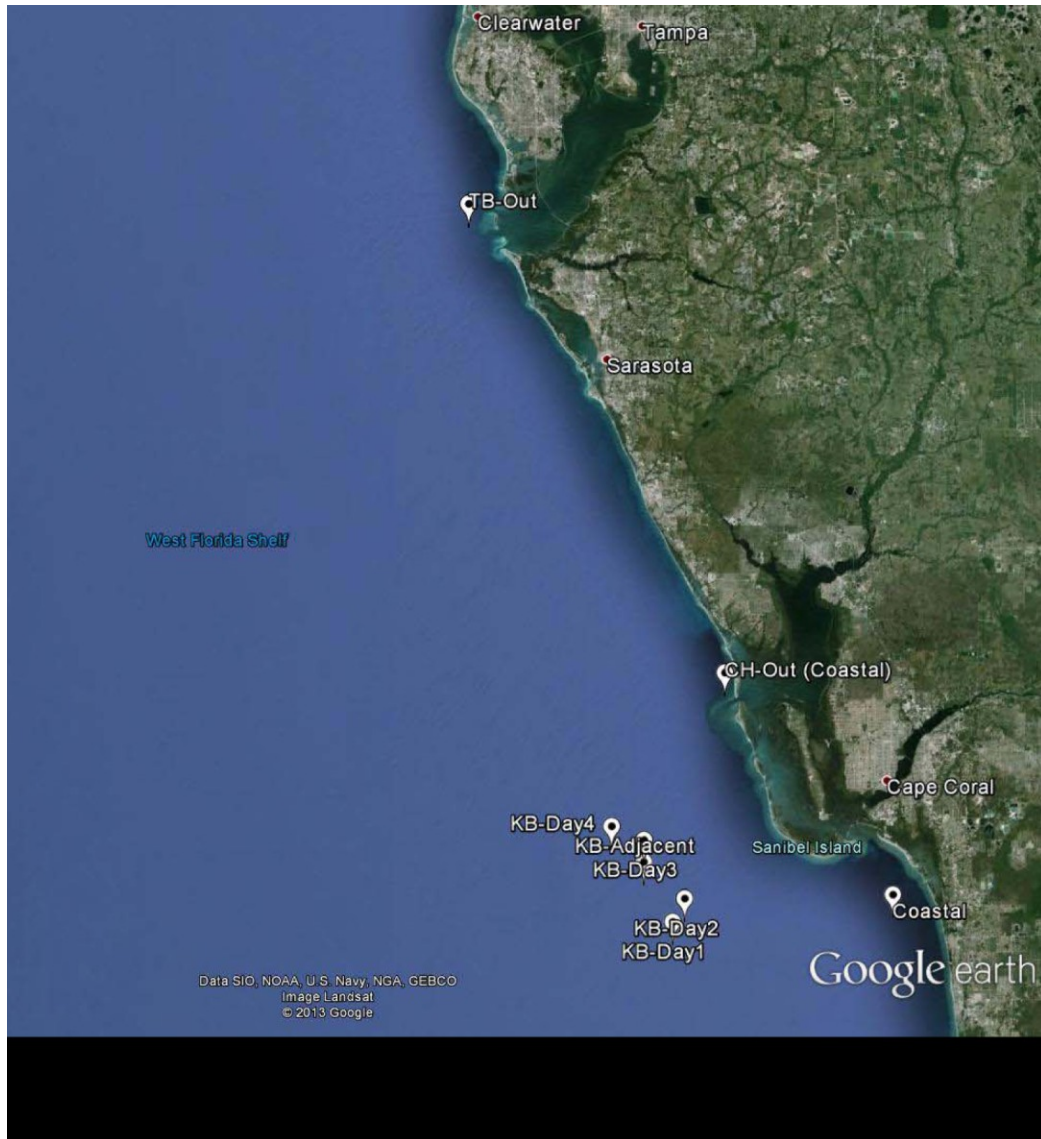 Clearwater
Tampa
TB-Out
Sarasota
West Florida Shelf
CH-Out (Coastal)
Cape Coral
KB-Day4
KB-Adjacent
Sanibel Island
KB-Day3
Coastal
KB-Day2
KB-Day1
Google earth
Data SIO, NOAA, U.S. Navy, NGA, GEBCO
Image Landsat
© 2013 Google